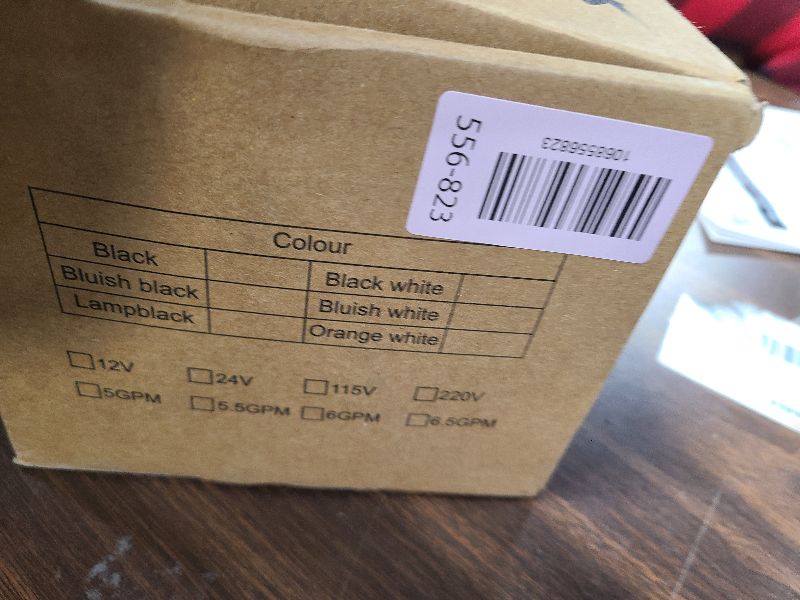 556-823
1068556823
Colour
Black Black white
Bluish black Bluish white
Lampblack Orange white
12V 24V 115V 220V
5GPM 5.5GPM 6GPM 6.5GPM